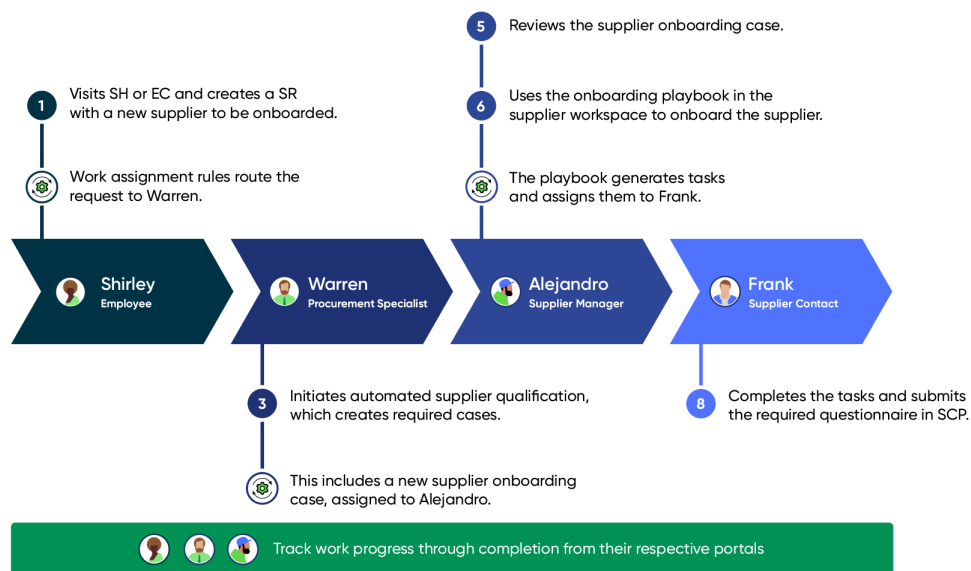 1
Visits SH or EC and creates a SR
with a new supplier to be onboarded.
Work assignment rules route the
request to Warren.
5
Reviews the supplier onboarding case.
6
Uses the onboarding playbook in the
supplier workspace to onboard the supplier.
The playbook generates tasks
and assigns them to Frank.
Shirley
Employee
Warren
Procurement Specialist
Alejandro
Supplier Manager
Frank
Supplier Contact
3
Initiates automated supplier qualification,
which creates required cases.
This includes a new supplier onboarding
case, assigned to Alejandro.
8
Completes the tasks and submits
the required questionnaire in SCP.
Track work progress through completion from their respective portals